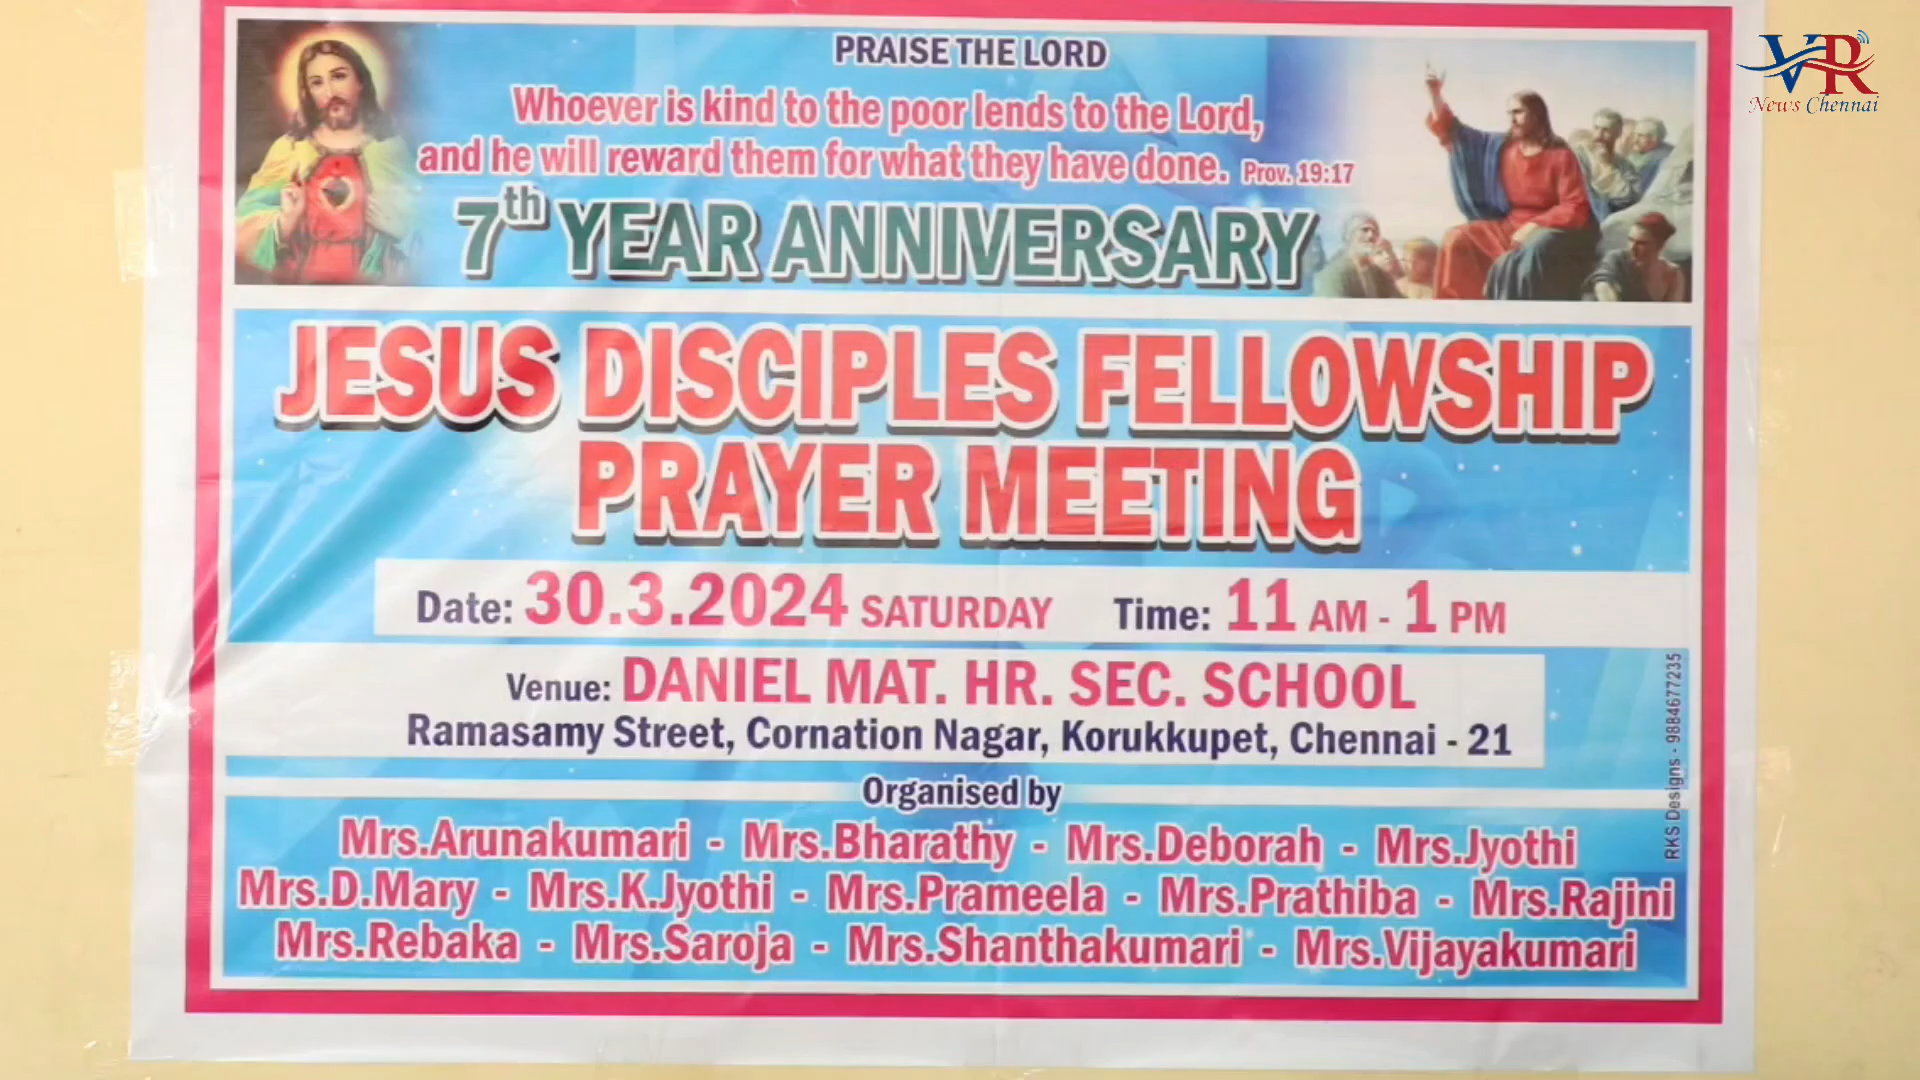 PRAISE THE LORD
Whoever is kind to the poor lends to the Lord,
and he will reward them for what they have done. Prov. 19:17
7th YEAR ANNIVERSARY
JESUS DISCIPLES FELLOWSHIP
PRAYER MEETING
Date: 30.3.2024 SATURDAY Time: 11 AM - 1 PM
Venue: DANIEL MAT. HR. SEC. SCHOOL
Ramasamy Street, Cornation Nagar, Korukkupet, Chennai - 21
Organised by
Mrs.Arunakumari - Mrs.Bharathy - Mrs.Deborah - Mrs.Jyothi
Mrs.D.Mary - Mrs.K.Jyothi - Mrs.Prameela - Mrs.Prathiba - Mrs.Rajini
Mrs.Rebaka - Mrs.Saroja - Mrs.Shanthakumari - Mrs.Vijayakumari
RKS Designs - 9884677235
VR
News Chennai